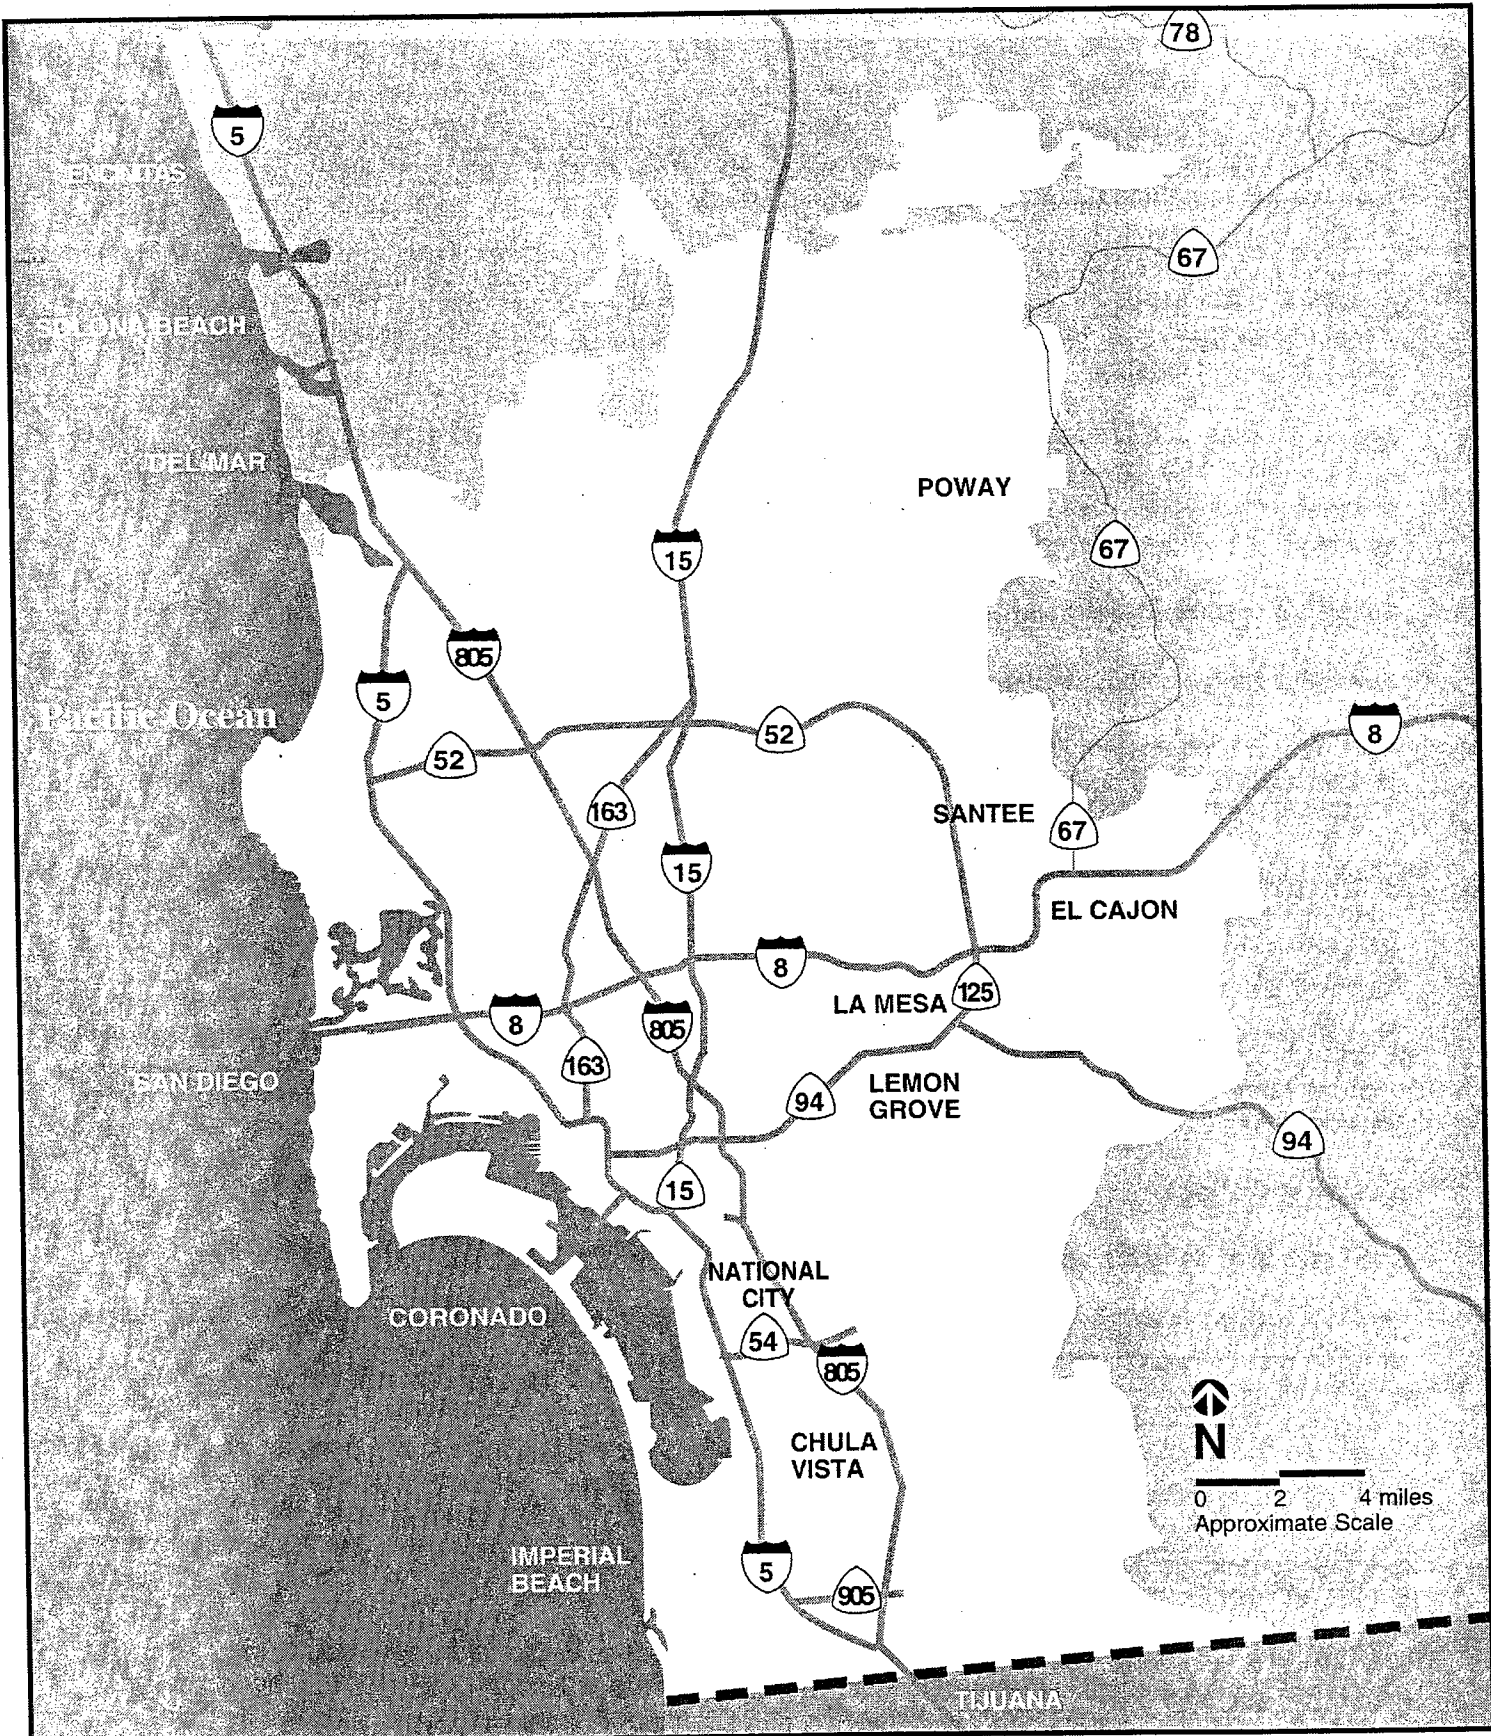 78
5
ENCINITAS
67
SOLONA BEACH
DEL MAR
POWAY
15
67
805
5
Pacific Ocean
52
52
8
163
SANTEE
67
15
EL CAJON
8
LA MESA
125
8
805
163
SAN DIEGO
94
LEMON
GROVE
94
15
NATIONAL
CITY
CORONADO
54
805
N
CHULA
VISTA
0 2 4 miles
Approximate Scale
IMPERIAL
BEACH
5
905
TIJUANA